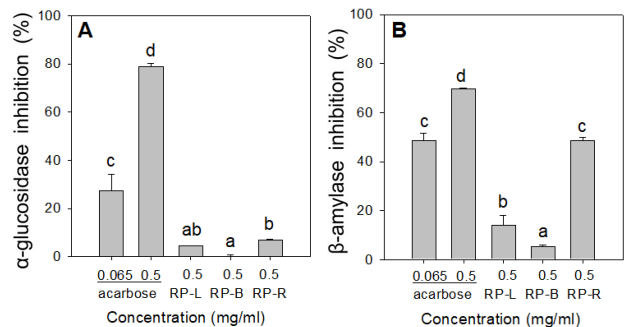 A
α-glucosidase inhibition (%)
100
80
60
40
20
0
c
d
ab
a
b
0.065 0.5 0.5 0.5 0.5
acarbose RP-L RP-B RP-R
Concentration (mg/ml)
B
β-amylase inhibition (%)
100
80
60
40
20
0
c
d
b
a
c
0.065 0.5 0.5 0.5 0.5
acarbose RP-L RP-B RP-R
Concentration (mg/ml)